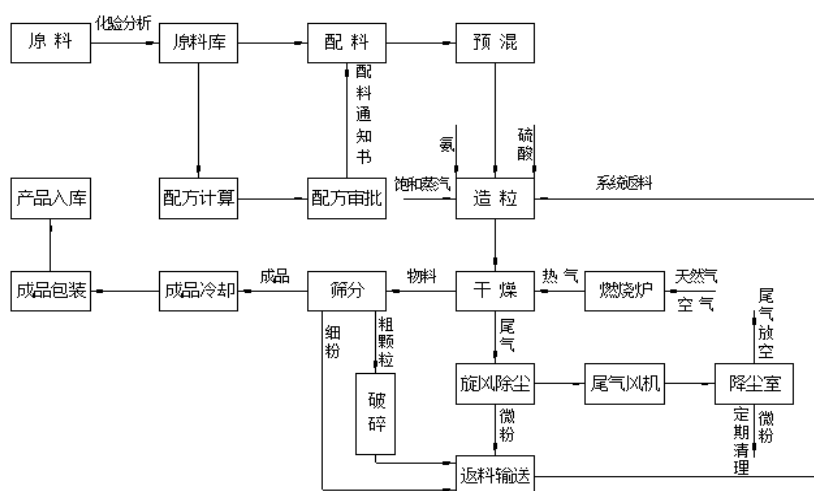 化验分析
原料
原料库
配料
预混
配料通知书
氨
硫酸
饱和蒸汽
系统返料
产品入库
配方计算
配方审批
造粒
成品
物料
热气
天然气
空气
成品包装
成品冷却
筛分
干燥
燃烧炉
尾气放空
细粉
粗颗粒
尾气
破碎
旋风除尘
尾气风机
降尘室
微粉
定期清理
微粉
返料输送